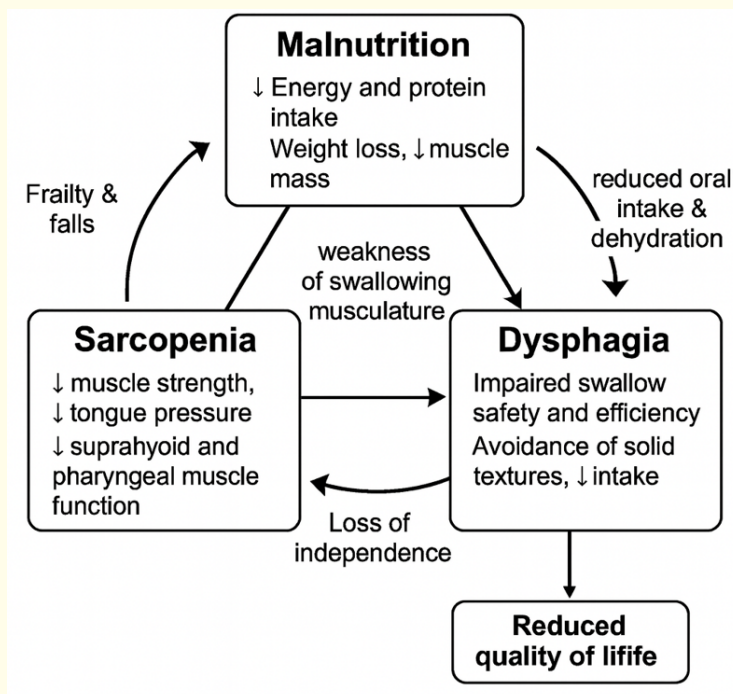 Malnutrition
↓ Energy and protein
intake
Weight loss, ↓ muscle
mass
Frailty &
falls
reduced oral
intake &
dehydration
weakness
of swallowing
musculature
Sarcopenia
↓ muscle strength,
↓ tongue pressure
↓ suprahyoid and
pharyngeal muscle
function
Dysphagia
Impaired swallow
safety and efficiency
Avoidance of solid
textures, ↓ intake
Loss of
independence
Reduced
quality of lifife